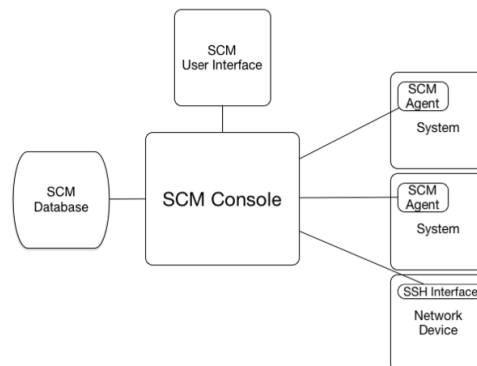 SCM
User Interface
SCM
Agent
System
SCM
Database
SCM Console
SCM
Agent
System
SSH Interface
Network
Device